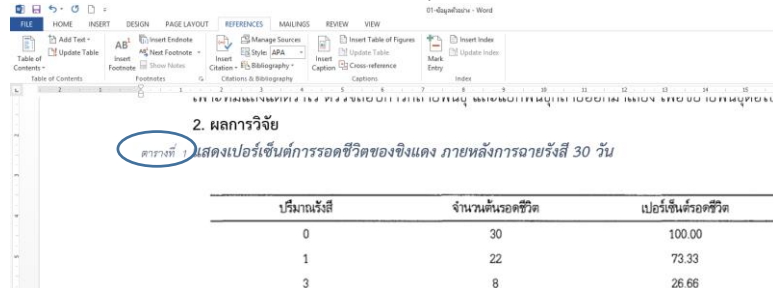 01-ข้อมูลตัวอย่าง - Word
FILE HOME INSERT DESIGN PAGE LAYOUT REFERENCES MAILINGS REVIEW VIEW
Table of Contents
Add Text
Update Table
Table of Contents
AB1
Insert Footnote
Insert Endnote
Next Footnote
Show Notes
Footnotes
Insert Citation
Manage Sources
Style: APA
Bibliography
Citations & Bibliography
Insert Caption
Insert Table of Figures
Update Table
Cross-reference
Captions
Mark Entry
Insert Index
Update Index
Index
2. ผลการวิจัย
ตารางที่ 1 แสดงเปอร์เซ็นต์การรอดชีวิตของขิงแดง ภายหลังการฉายรังสี 30 วัน
ปริมาณรังสี จำนวนต้นรอดชีวิต เปอร์เซ็นต์รอดชีวิต
0 30 100.00
1 22 73.33
3 8 26.66